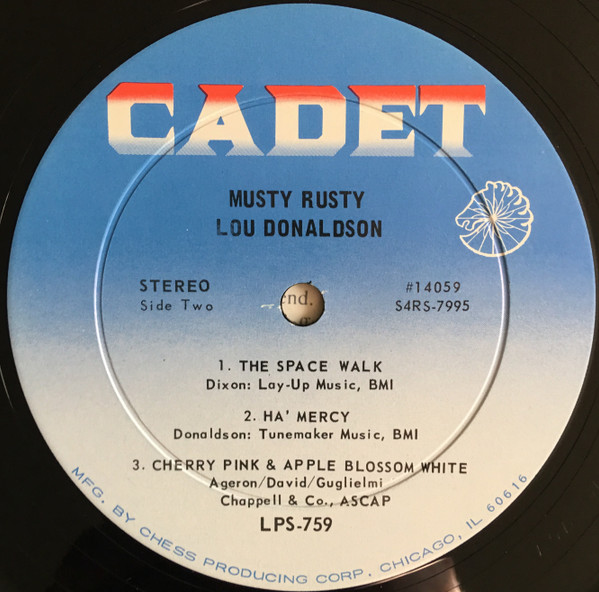 CADET
MUSTY RUSTY
LOU DONALDSON
STEREO
Side Two
nd.
#14059
S4RS-7995
1. THE SPACE WALK
Dixon: Lay-Up Music, BMI
2. HA' MERCY
Donaldson: Tunemaker Music, BMI
3. CHERRY PINK & APPLE BLOSSOM WHITE
Ageron/David/Guglielmi
Chappell & Co., ASCAP
LPS-759
MFG. BY CHESS PRODUCING CORP. CHICAGO, IL 60616